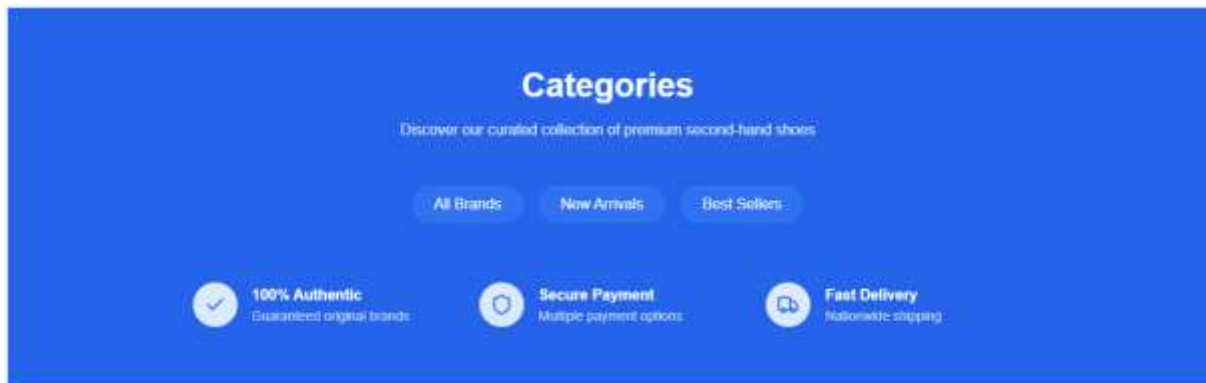 Categories
Discover our curated collection of premium second-hand shoes
All Brands
New Arrivals
Best Sellers
100% Authentic
Guaranteed original brands
Secure Payment
Multiple payment options
Fast Delivery
Nationwide shipping